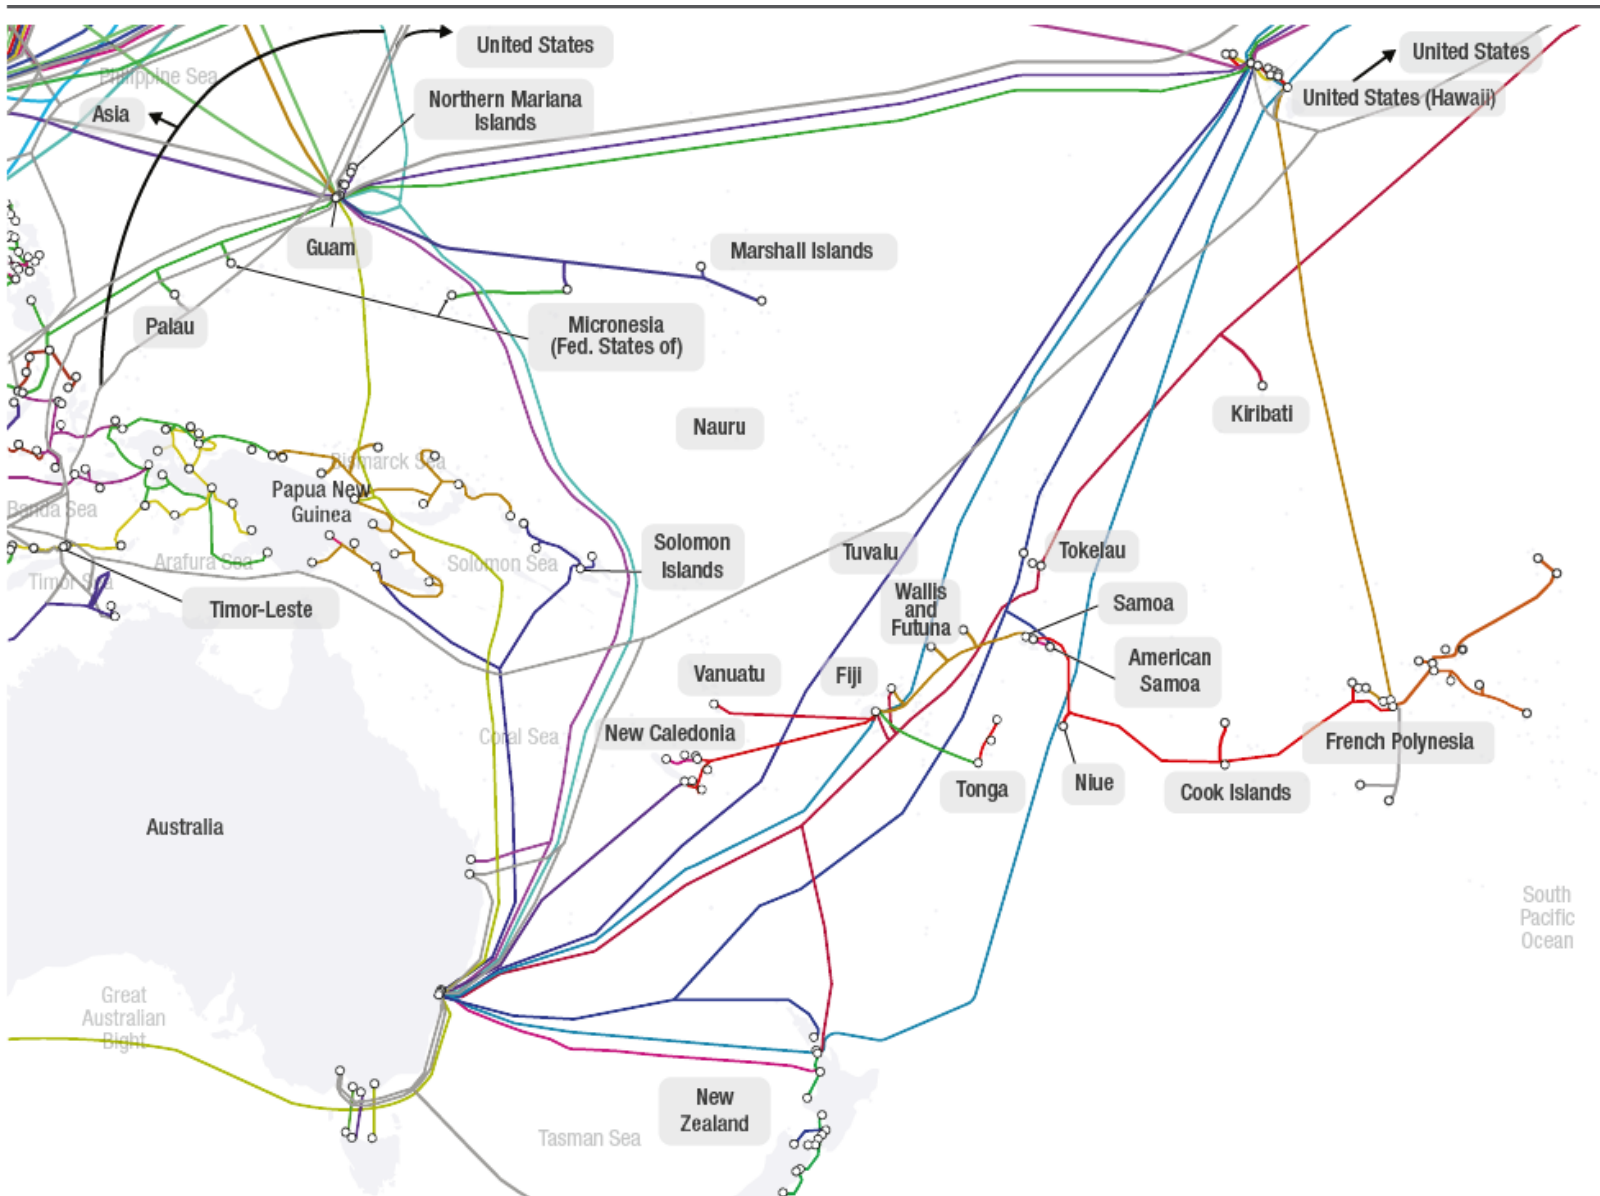 United States
United States
Philippine Sea
Asia
Northern Mariana
Islands
United States (Hawaii)
Guam
Marshall Islands
Palau
Micronesia
(Fed. States of)
Nauru
Kiribati
Bismarck Sea
Papua New
Guinea
Banda Sea
Arafura Sea
Solomon Sea
Solomon
Islands
Tuvalu
Tokelau
Timor Sea
Timor-Leste
Wallis
and
Futuna
Samoa
American
Samoa
Vanuatu
Fiji
Coral Sea
New Caledonia
French Polynesia
Tonga
Niue
Cook Islands
Australia
South
Pacific
Ocean
Great
Australian
Bight
New
Zealand
Tasman Sea